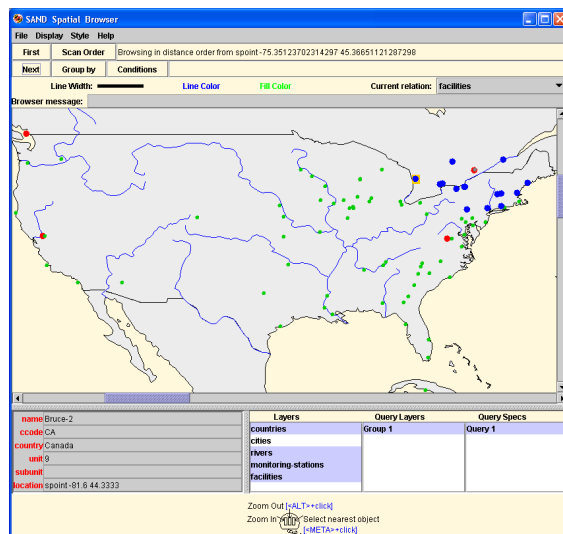 SAND Spatial Browser
File Display Style Help
First Scan Order Browsing in distance order from spoint -75.35123702314297 45.36651121287298
Next Group by Conditions
Line Width: Line Color Fill Color Current relation: facilities
Browser message:
name Bruce-2
ccode CA
country Canada
unit 9
subunit
location spoint -81.6 44.3333
Layers Query Layers Query Specs
countries Group 1 Query 1
cities
rivers
monitoring-stations
facilities
Zoom Out [<ALT>+click]
Zoom In Select nearest object
[<META>+click]